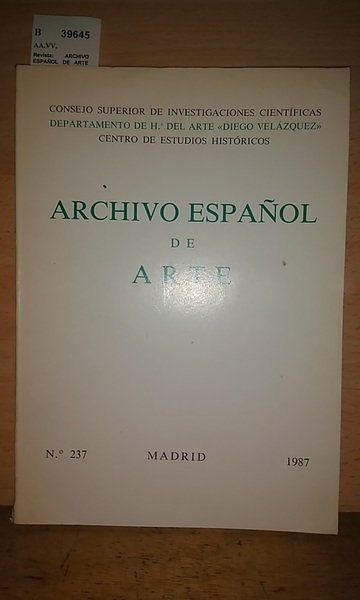 B 39645
AA.VV.
Revista: ARCHIVO
ESPAÑOL DE ARTE
CONSEJO SUPERIOR DE INVESTIGACIONES CIENTÍFICAS
DEPARTAMENTO DE H.ª DEL ARTE «DIEGO VELÁZQUEZ»
CENTRO DE ESTUDIOS HISTÓRICOS
ARCHIVO ESPAÑOL
DE
ARTE
N.º 237 MADRID 1987